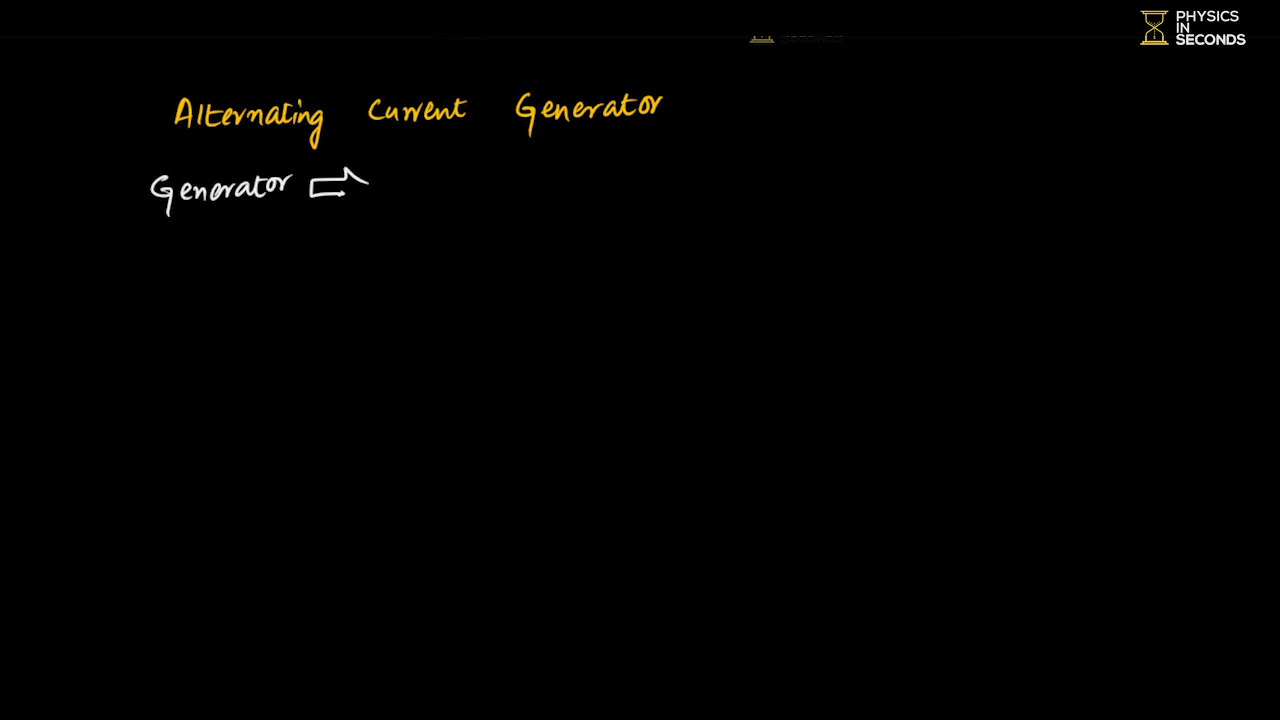 PHYSICS
IN
SECONDS
Alternating Current Generator
Generator